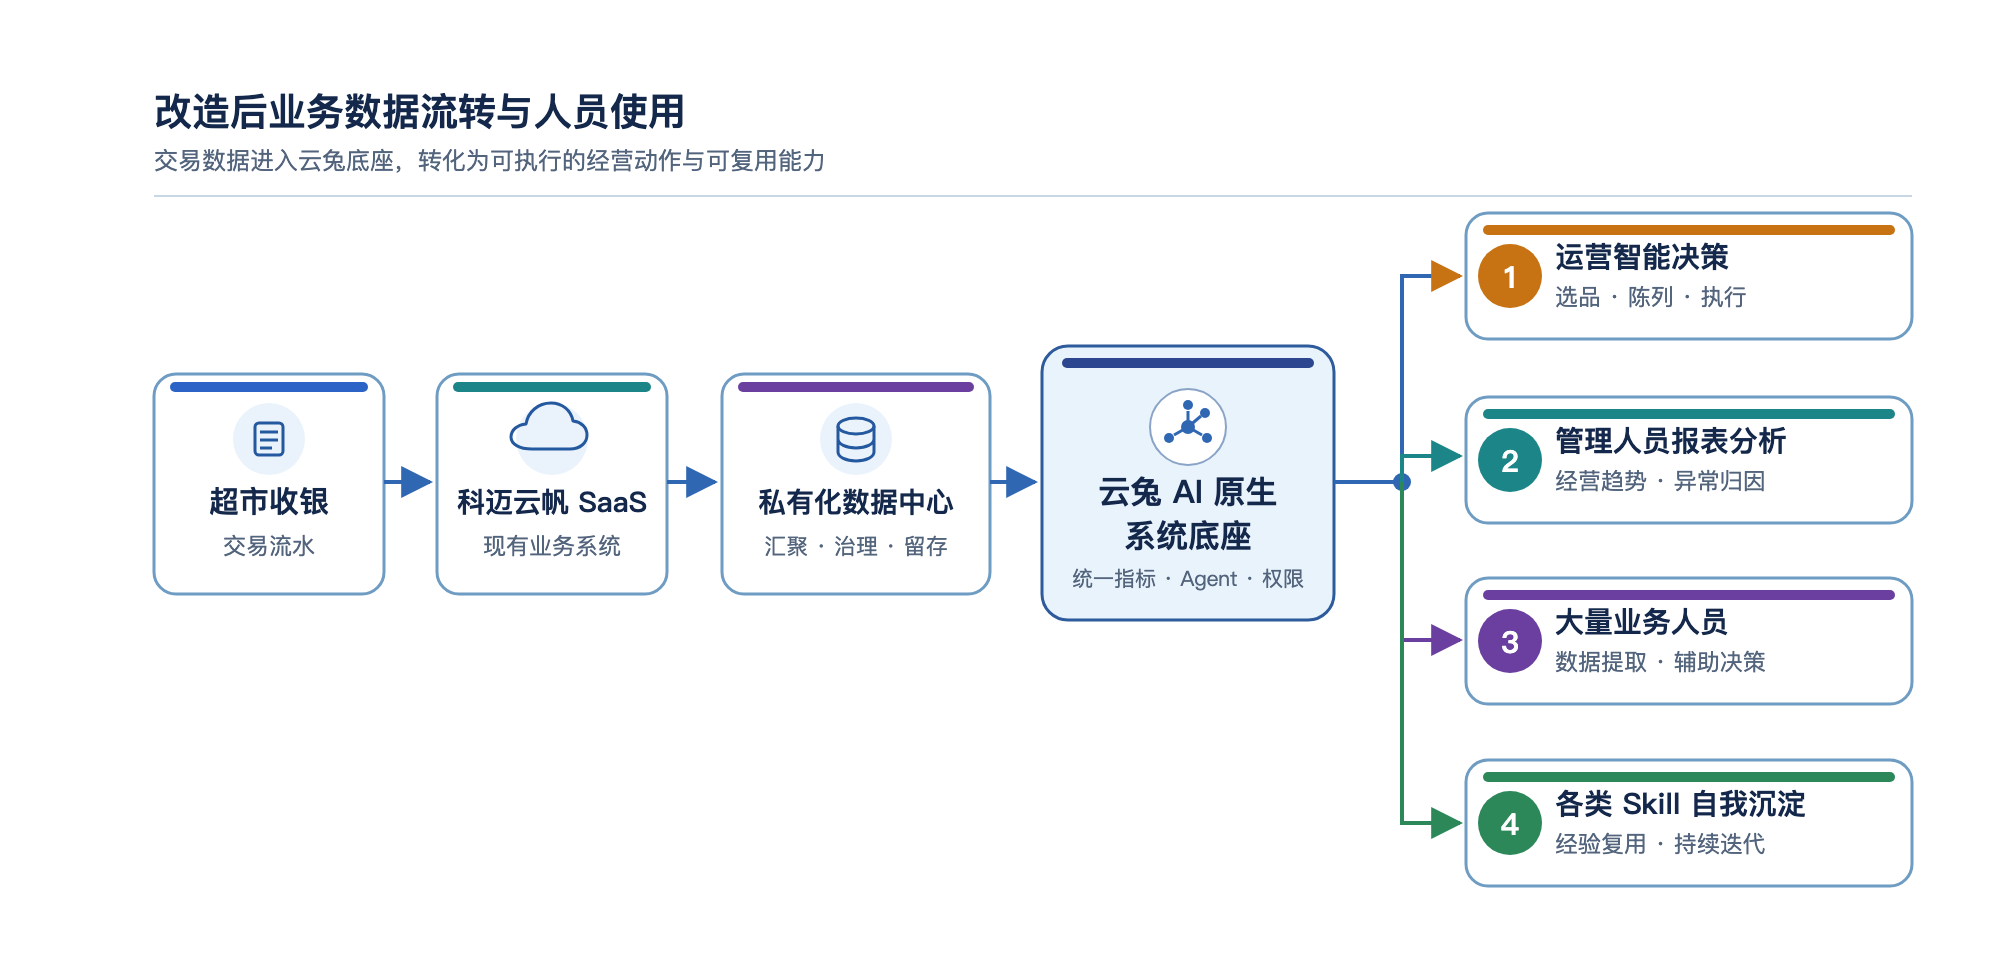 改造后业务数据流转与人员使用
交易数据进入云兔底座，转化为可执行的经营动作与可复用能力
超市收银
交易流水
科迈云帆 SaaS
现有业务系统
私有化数据中心
汇聚 · 治理 · 留存
云兔 AI 原生
系统底座
统一指标 · Agent · 权限
1
运营智能决策
选品 · 陈列 · 执行
2
管理人员报表分析
经营趋势 · 异常归因
3
大量业务人员
数据提取 · 辅助决策
4
各类 Skill 自我沉淀
经验复用 · 持续迭代